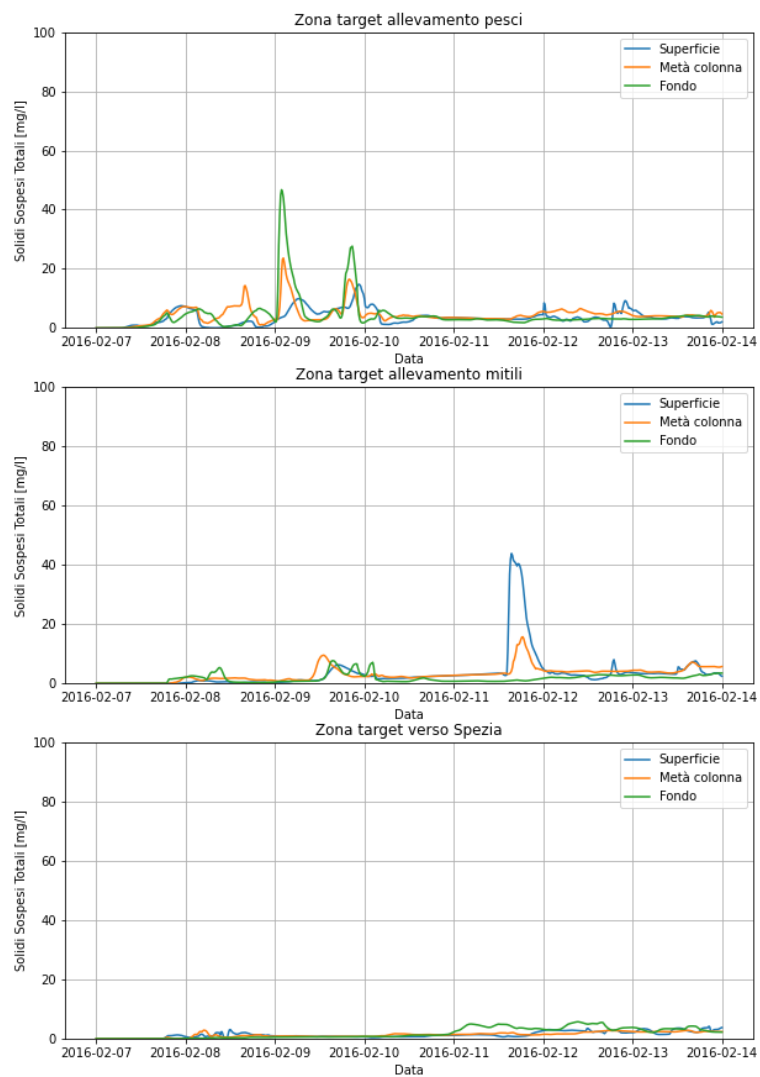 Zona target allevamento pesci
100
80
60
40
20
0
Solidi Sospesi Totali [mg/l]
Superficie
Metà colonna
Fondo
2016-02-07 2016-02-08 2016-02-09 2016-02-10 2016-02-11 2016-02-12 2016-02-13 2016-02-14
Data
Zona target allevamento mitili
100
80
60
40
20
0
Solidi Sospesi Totali [mg/l]
Superficie
Metà colonna
Fondo
2016-02-07 2016-02-08 2016-02-09 2016-02-10 2016-02-11 2016-02-12 2016-02-13 2016-02-14
Data
Zona target verso Spezia
100
80
60
40
20
0
Solidi Sospesi Totali [mg/l]
Superficie
Metà colonna
Fondo
2016-02-07 2016-02-08 2016-02-09 2016-02-10 2016-02-11 2016-02-12 2016-02-13 2016-02-14
Data